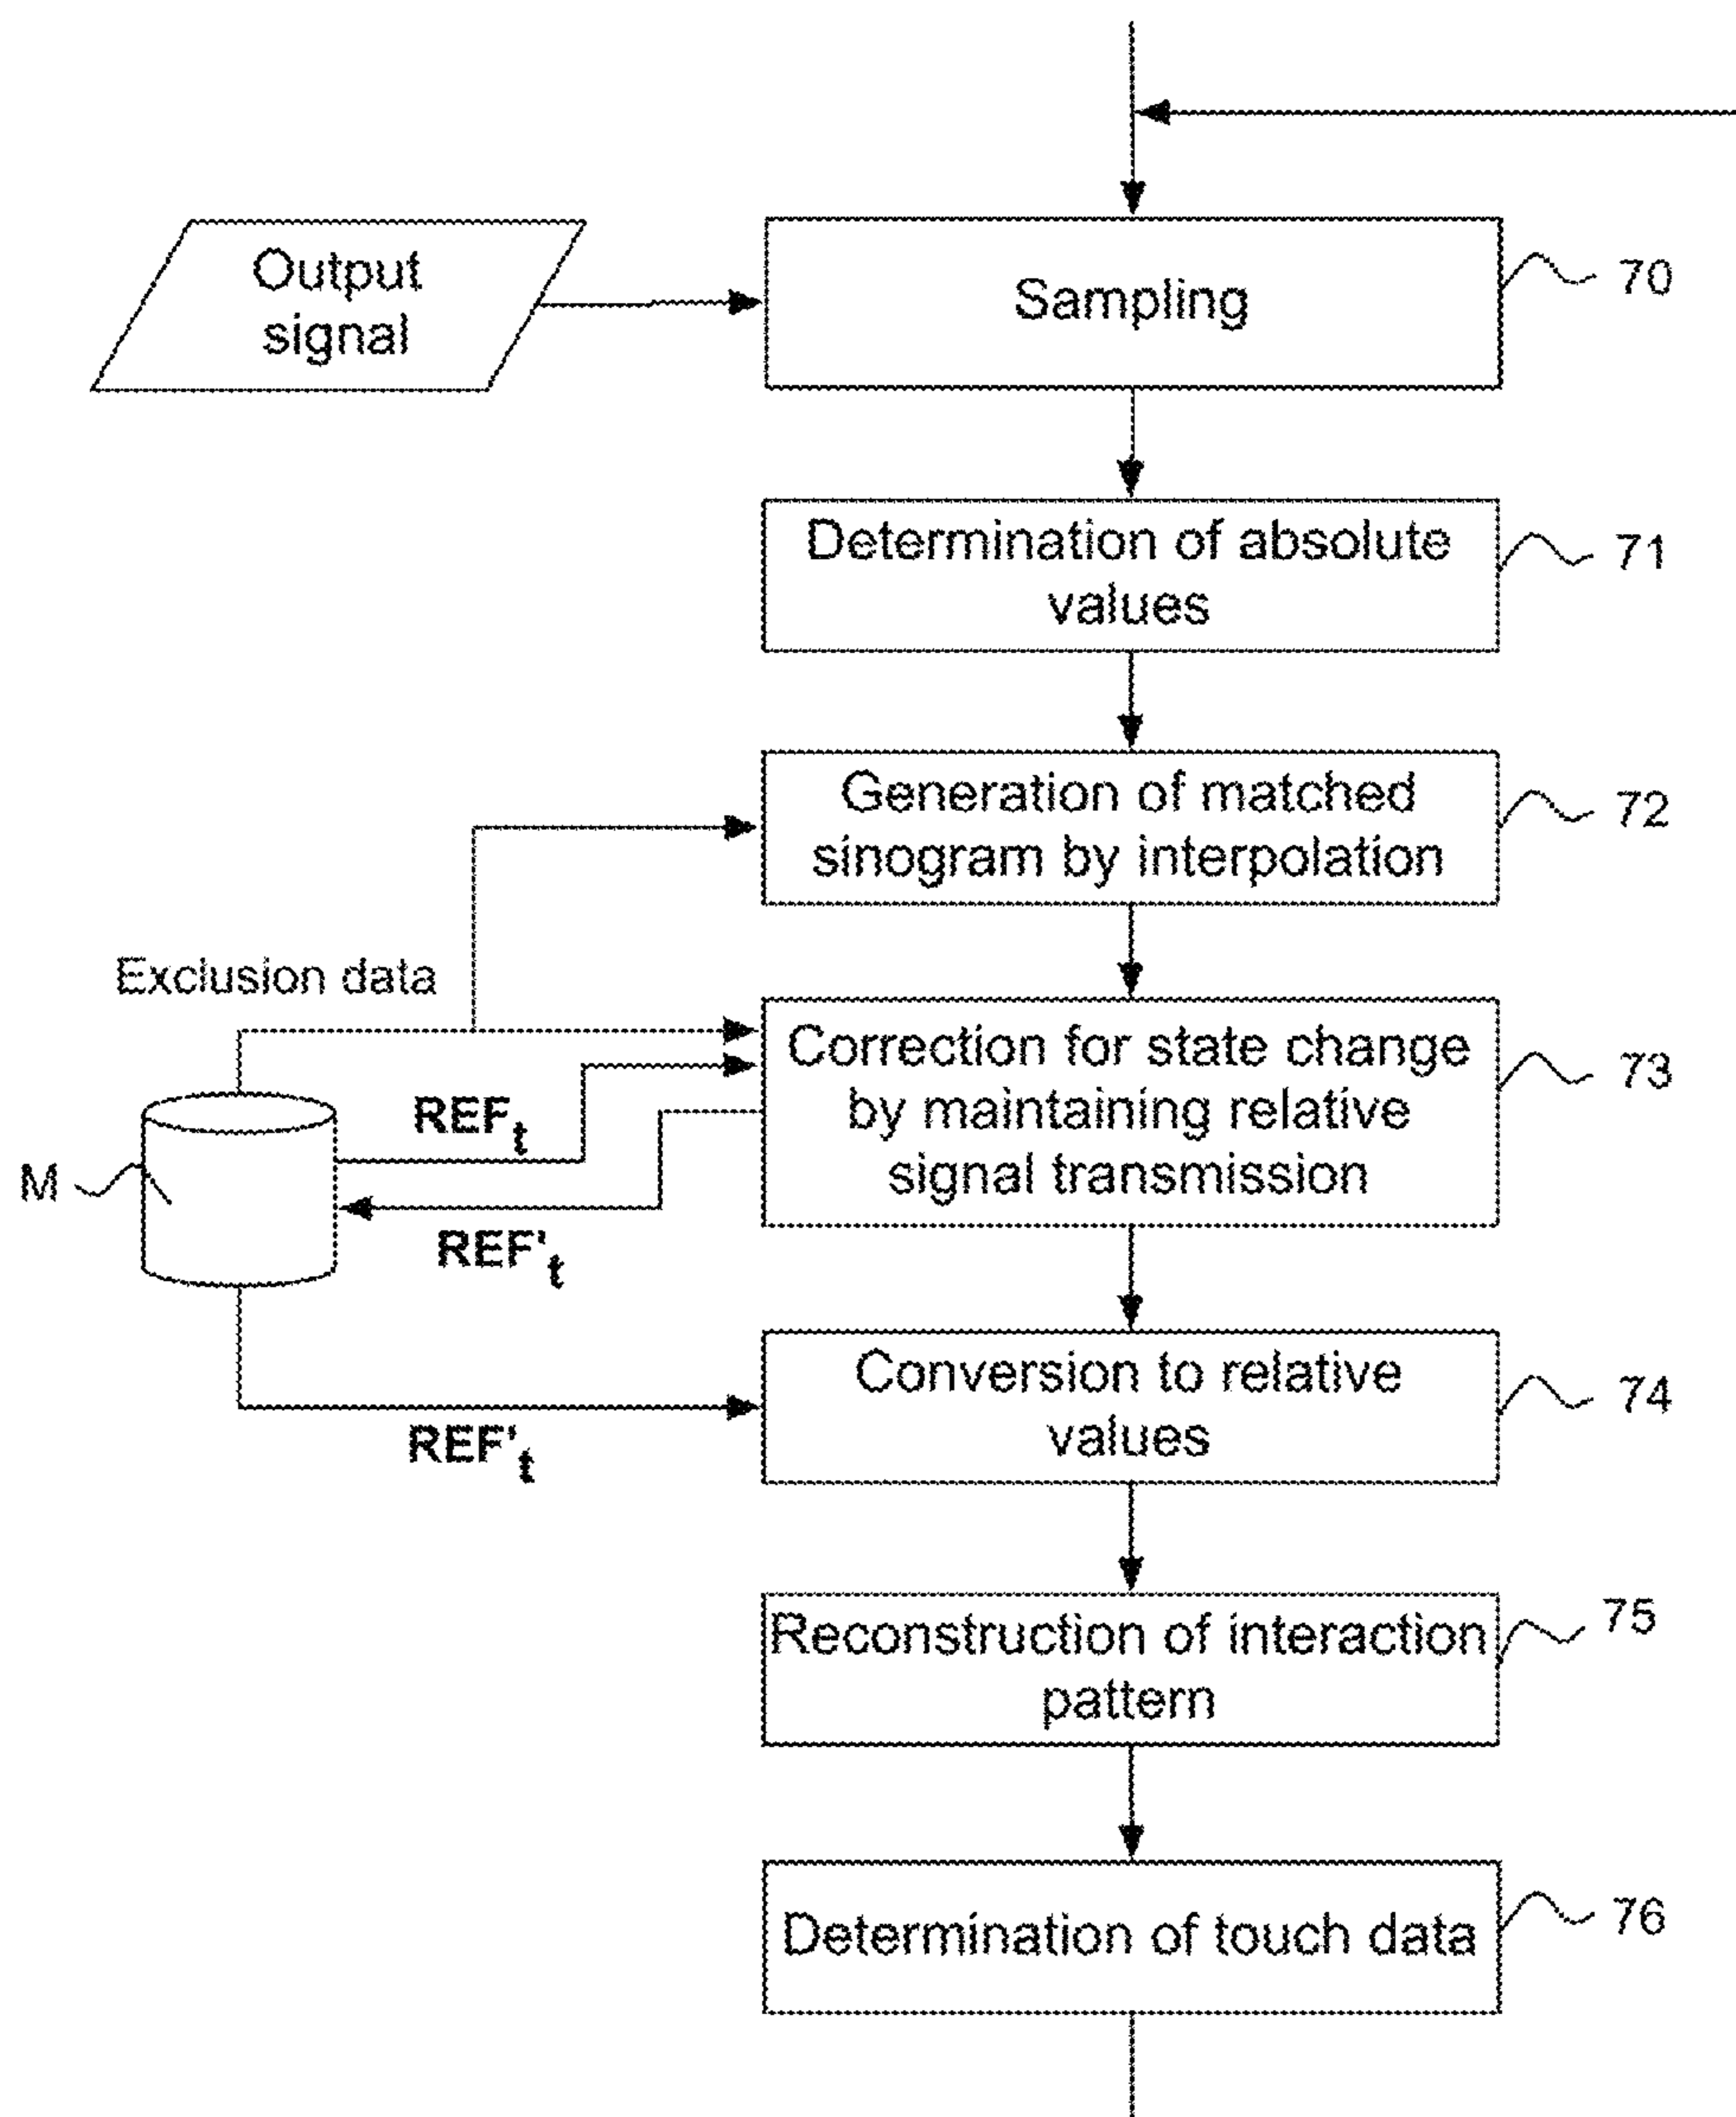 Output
signal
Sampling
70
Determination of absolute
values
71
Generation of matched
sinogram by interpolation
72
Exclusion data
Correction for state change
by maintaining relative
signal transmission
73
REFt
M
REF't
Conversion to relative
values
74
REF't
Reconstruction of interaction
pattern
75
Determination of touch data
76